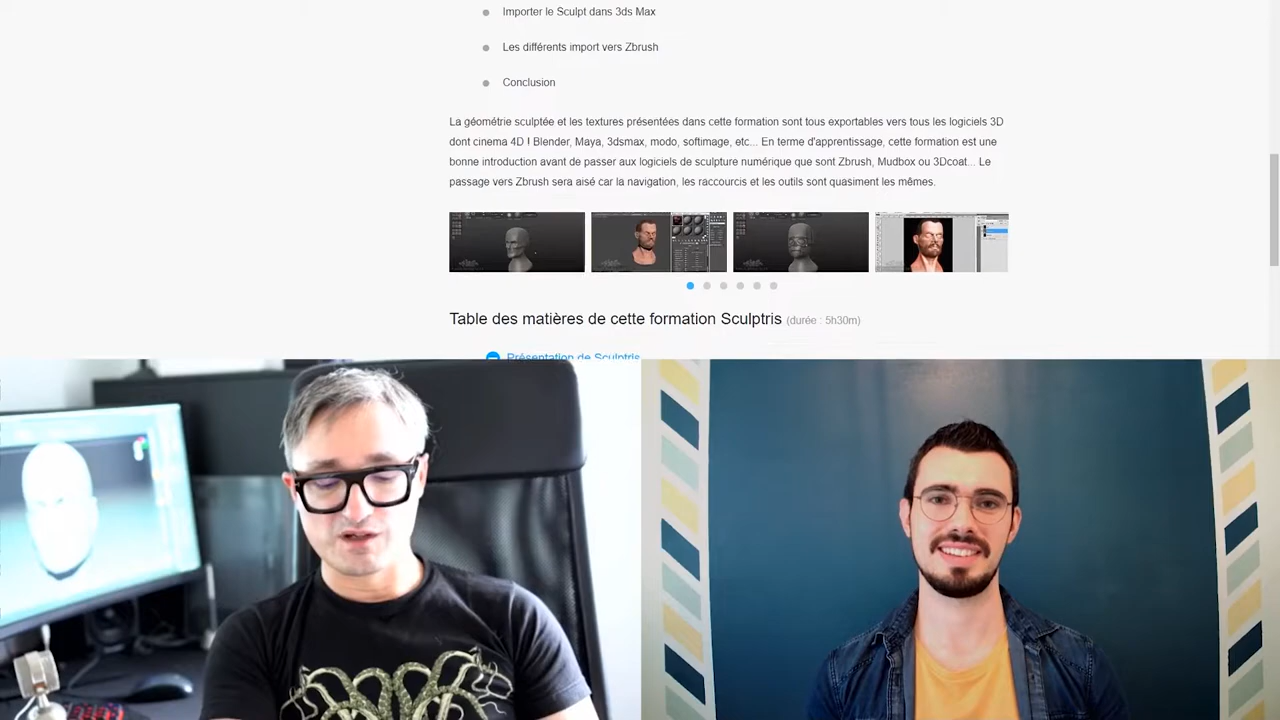 Importer le Sculpt dans 3ds Max
Les différents import vers Zbrush
Conclusion
La géométrie sculptée et les textures présentées dans cette formation sont tous exportables vers tous les logiciels 3D
dont cinema 4D ! Blender, Maya, 3dsmax, modo, softimage, etc... En terme d'apprentissage, cette formation est une
bonne introduction avant de passer aux logiciels de sculpture numérique que sont Zbrush, Mudbox ou 3Dcoat... Le
passage vers Zbrush sera aisé car la navigation, les raccourcis et les outils sont quasiment les mêmes.
Table des matières de cette formation Sculptris (durée : 5h30m)
Présentation de Sculptris